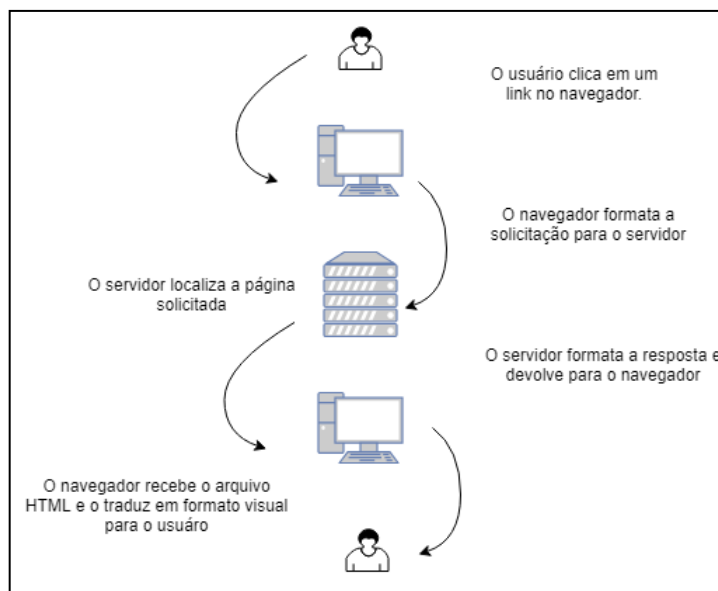 O usuário clica em um
link no navegador.
O navegador formata a
solicitação para o servidor
O servidor localiza a página
solicitada
O servidor formata a resposta e
devolve para o navegador
O navegador recebe o arquivo
HTML e o traduz em formato visual
para o usuáro